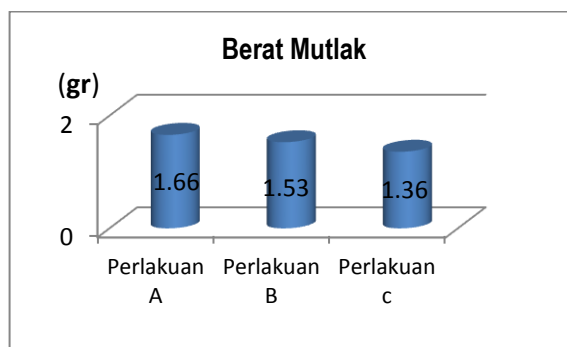 Berat Mutlak
(gr)
2
1.66 1.53 1.36
0
Perlakuan Perlakuan Perlakuan
A B c